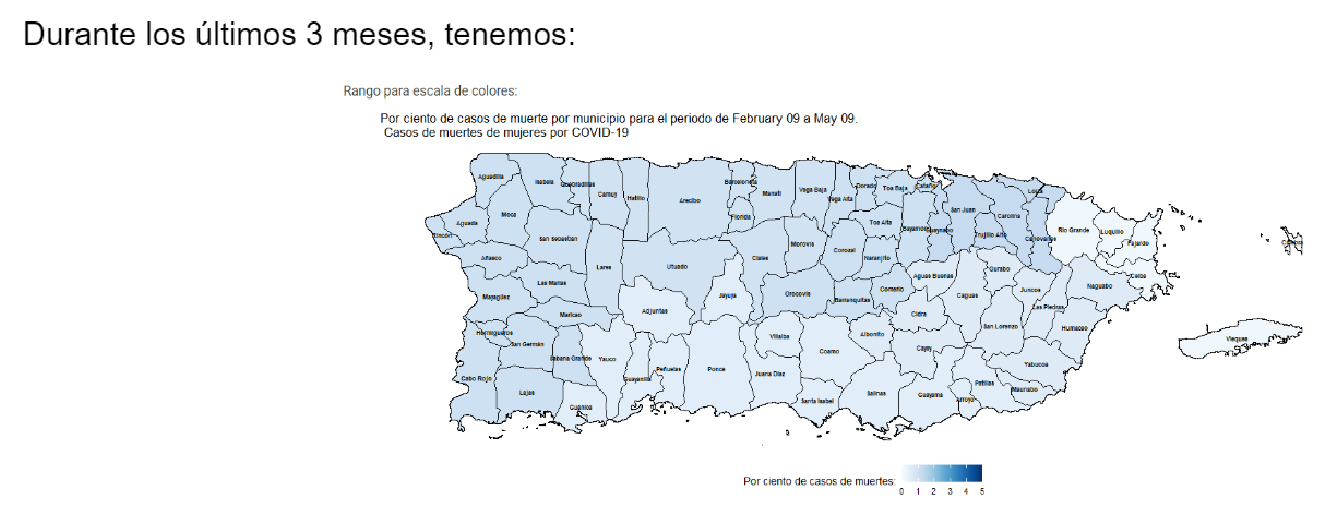 Durante los últimos 3 meses, tenemos:
Rango para escala de colores:
Por ciento de casos de muerte por municipio para el periodo de February 09 a May 09.
Casos de muertes de mujeres por COVID-19
Aguadilla
Isabela
Quebradillas
Camuy
Hatillo
Arecibo
Barceloneta
Manatí
Vega Baja
Vega Alta
Dorado
Toa Baja
Cataño
San Juan
Carolina
Loíza
Río Grande
Luquillo
Fajardo
Culebra
Aguada
Moca
Rincón
San Sebastián
Florida
Morovis
Toa Alta
Bayamón
Guaynabo
Trujillo Alto
Canóvanas
Añasco
Lares
Utuado
Ciales
Corozal
Naranjito
Aguas Buenas
Gurabo
Ceiba
Las Marías
Mayagüez
Maricao
Adjuntas
Jayuya
Orocovis
Barranquitas
Comerío
Cidra
Caguas
Juncos
Las Piedras
Naguabo
Humacao
Hormigueros
San Germán
Sabana Grande
Yauco
Guayanilla
Peñuelas
Ponce
Villalba
Juana Díaz
Coamo
Aibonito
Cayey
San Lorenzo
Yabucoa
Vieques
Cabo Rojo
Lajas
Guánica
Santa Isabel
Salinas
Guayama
Arroyo
Patillas
Maunabo
Por ciento de casos de muertes:
0 1 2 3 4 5